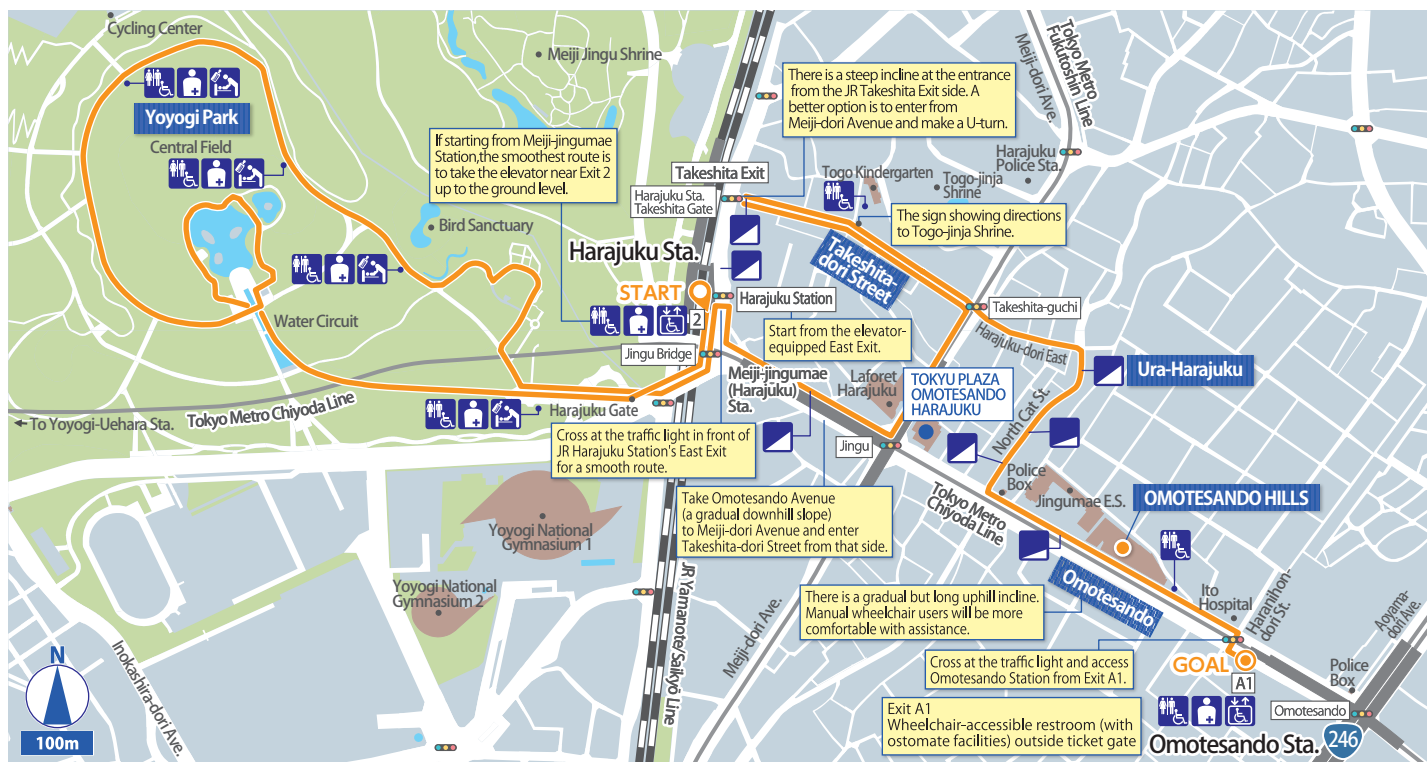 Cycling Center
Meiji Jingu Shrine
Yoyogi Park
Central Field
If starting from Meiji-jingumae
Station,the smoothest route is
to take the elevator near Exit 2
up to the ground level.
There is a steep incline at the entrance
from the JR Takeshita Exit side. A
better option is to enter from
Meiji-dori Avenue and make a U-turn.
Tokyo Metro
Fukutoshin Line
Meiji-dori Ave.
Harajuku
Police Sta.
Takeshita Exit
Harajuku Sta.
Takeshita Gate
Togo Kindergarten
Togo-jinja
Shrine
The sign showing directions
to Togo-jinja Shrine.
Bird Sanctuary
Harajuku Sta.
Takeshita-
dori Street
START
2
Harajuku Station
Takeshita-guchi
Water Circuit
Start from the elevator-
equipped East Exit.
Harajuku-dori East
Jingu Bridge
Meiji-jingumae
(Harajuku)
Sta.
Laforet
Harajuku
TOKYU PLAZA
OMOTESANDO
HARAJUKU
Ura-Harajuku
Tokyo Metro Chiyoda Line
To Yoyogi-Uehara Sta.
Harajuku Gate
North Cat St.
Cross at the traffic light in front of
JR Harajuku Station's East Exit
for a smooth route.
Jingu
Police
Box
Jingumae E.S.
OMOTESANDO HILLS
Tokyo Metro
Chiyoda Line
Take Omotesando Avenue
(a gradual downhill slope)
to Meiji-dori Avenue and enter
Takeshita-dori Street from that side.
Yoyogi National
Gymnasium 1
Yoyogi National
Gymnasium 2
JR Yamanote/Saikyō Line
Meiji-dori Ave.
There is a gradual but long uphill incline.
Manual wheelchair users will be more
comfortable with assistance.
Omotesando
Ito
Hospital
Haranihon-
dori St.
Aoyama-
dori Ave.
Cross at the traffic light and access
Omotesando Station from Exit A1.
GOAL
A1
Police
Box
Exit A1
Wheelchair-accessible restroom (with
ostomate facilities) outside ticket gate
Omotesando
Omotesando Sta.
246
Inokashira-dori Ave.
N
100m